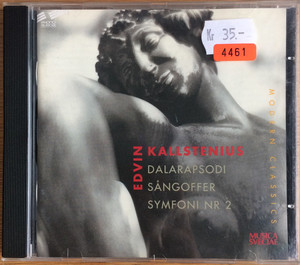 Kr 35.-
4461
EDVIN
KALLSTENIUS
DALARAPSODI
SÅNGOFFER
SYMFONI NR 2
MODERN CLASSICS
MUSICA
SVECIAE